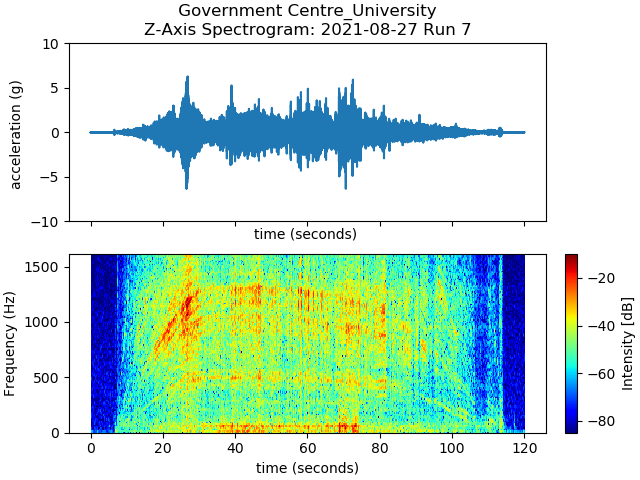 Government Centre_University
Z-Axis Spectrogram: 2021-08-27 Run 7
10
5
0
−5
−10
acceleration (g)
time (seconds)
1500
1000
500
0
Frequency (Hz)
0 20 40 60 80 100 120
time (seconds)
−20
−40
−60
−80
Intensity [dB]